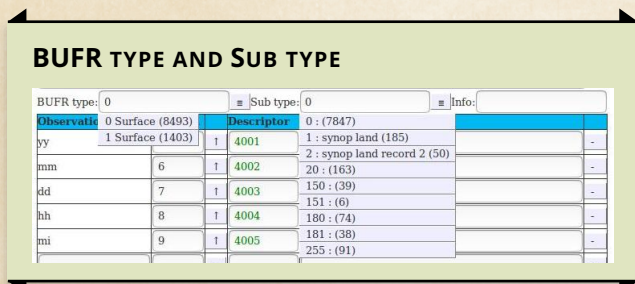 BUFR TYPE AND SUB TYPE
BUFR type: 0 ≡ Sub type: 0 ≡ Info:
Observatio 0 Surface (8493) Descriptor 0 : (7847)
yy 1 Surface (1403) ↑ 4001 1 : synop land (185) -
2 : synop land record 2 (50)
mm 6 ↑ 4002 20 : (163) -
150 : (39)
dd 7 ↑ 4003 151 : (6) -
180 : (74)
hh 8 ↑ 4004 181 : (38) -
mi 9 ↑ 4005 255 : (91) -